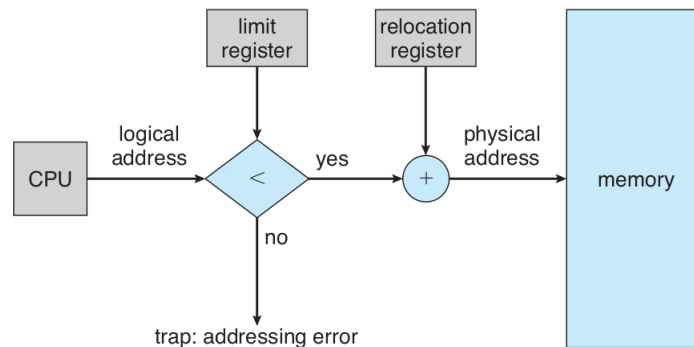 limit
register
relocation
register
logical
address
physical
address
CPU
<
yes
+
memory
no
trap: addressing error